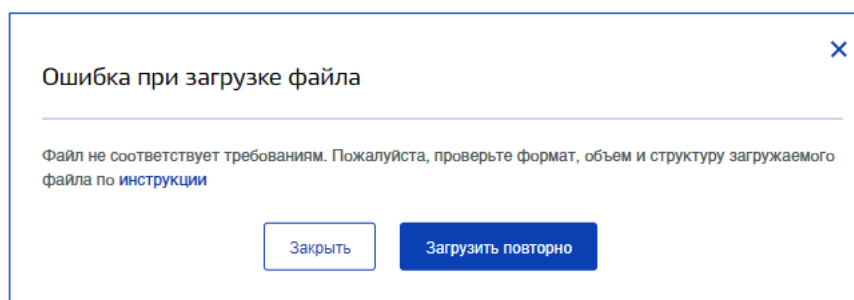 Ошибка при загрузке файла
Файл не соответствует требованиям. Пожалуйста, проверьте формат, объем и структуру загружаемого
файла по инструкции
Закрыть
Загрузить повторно